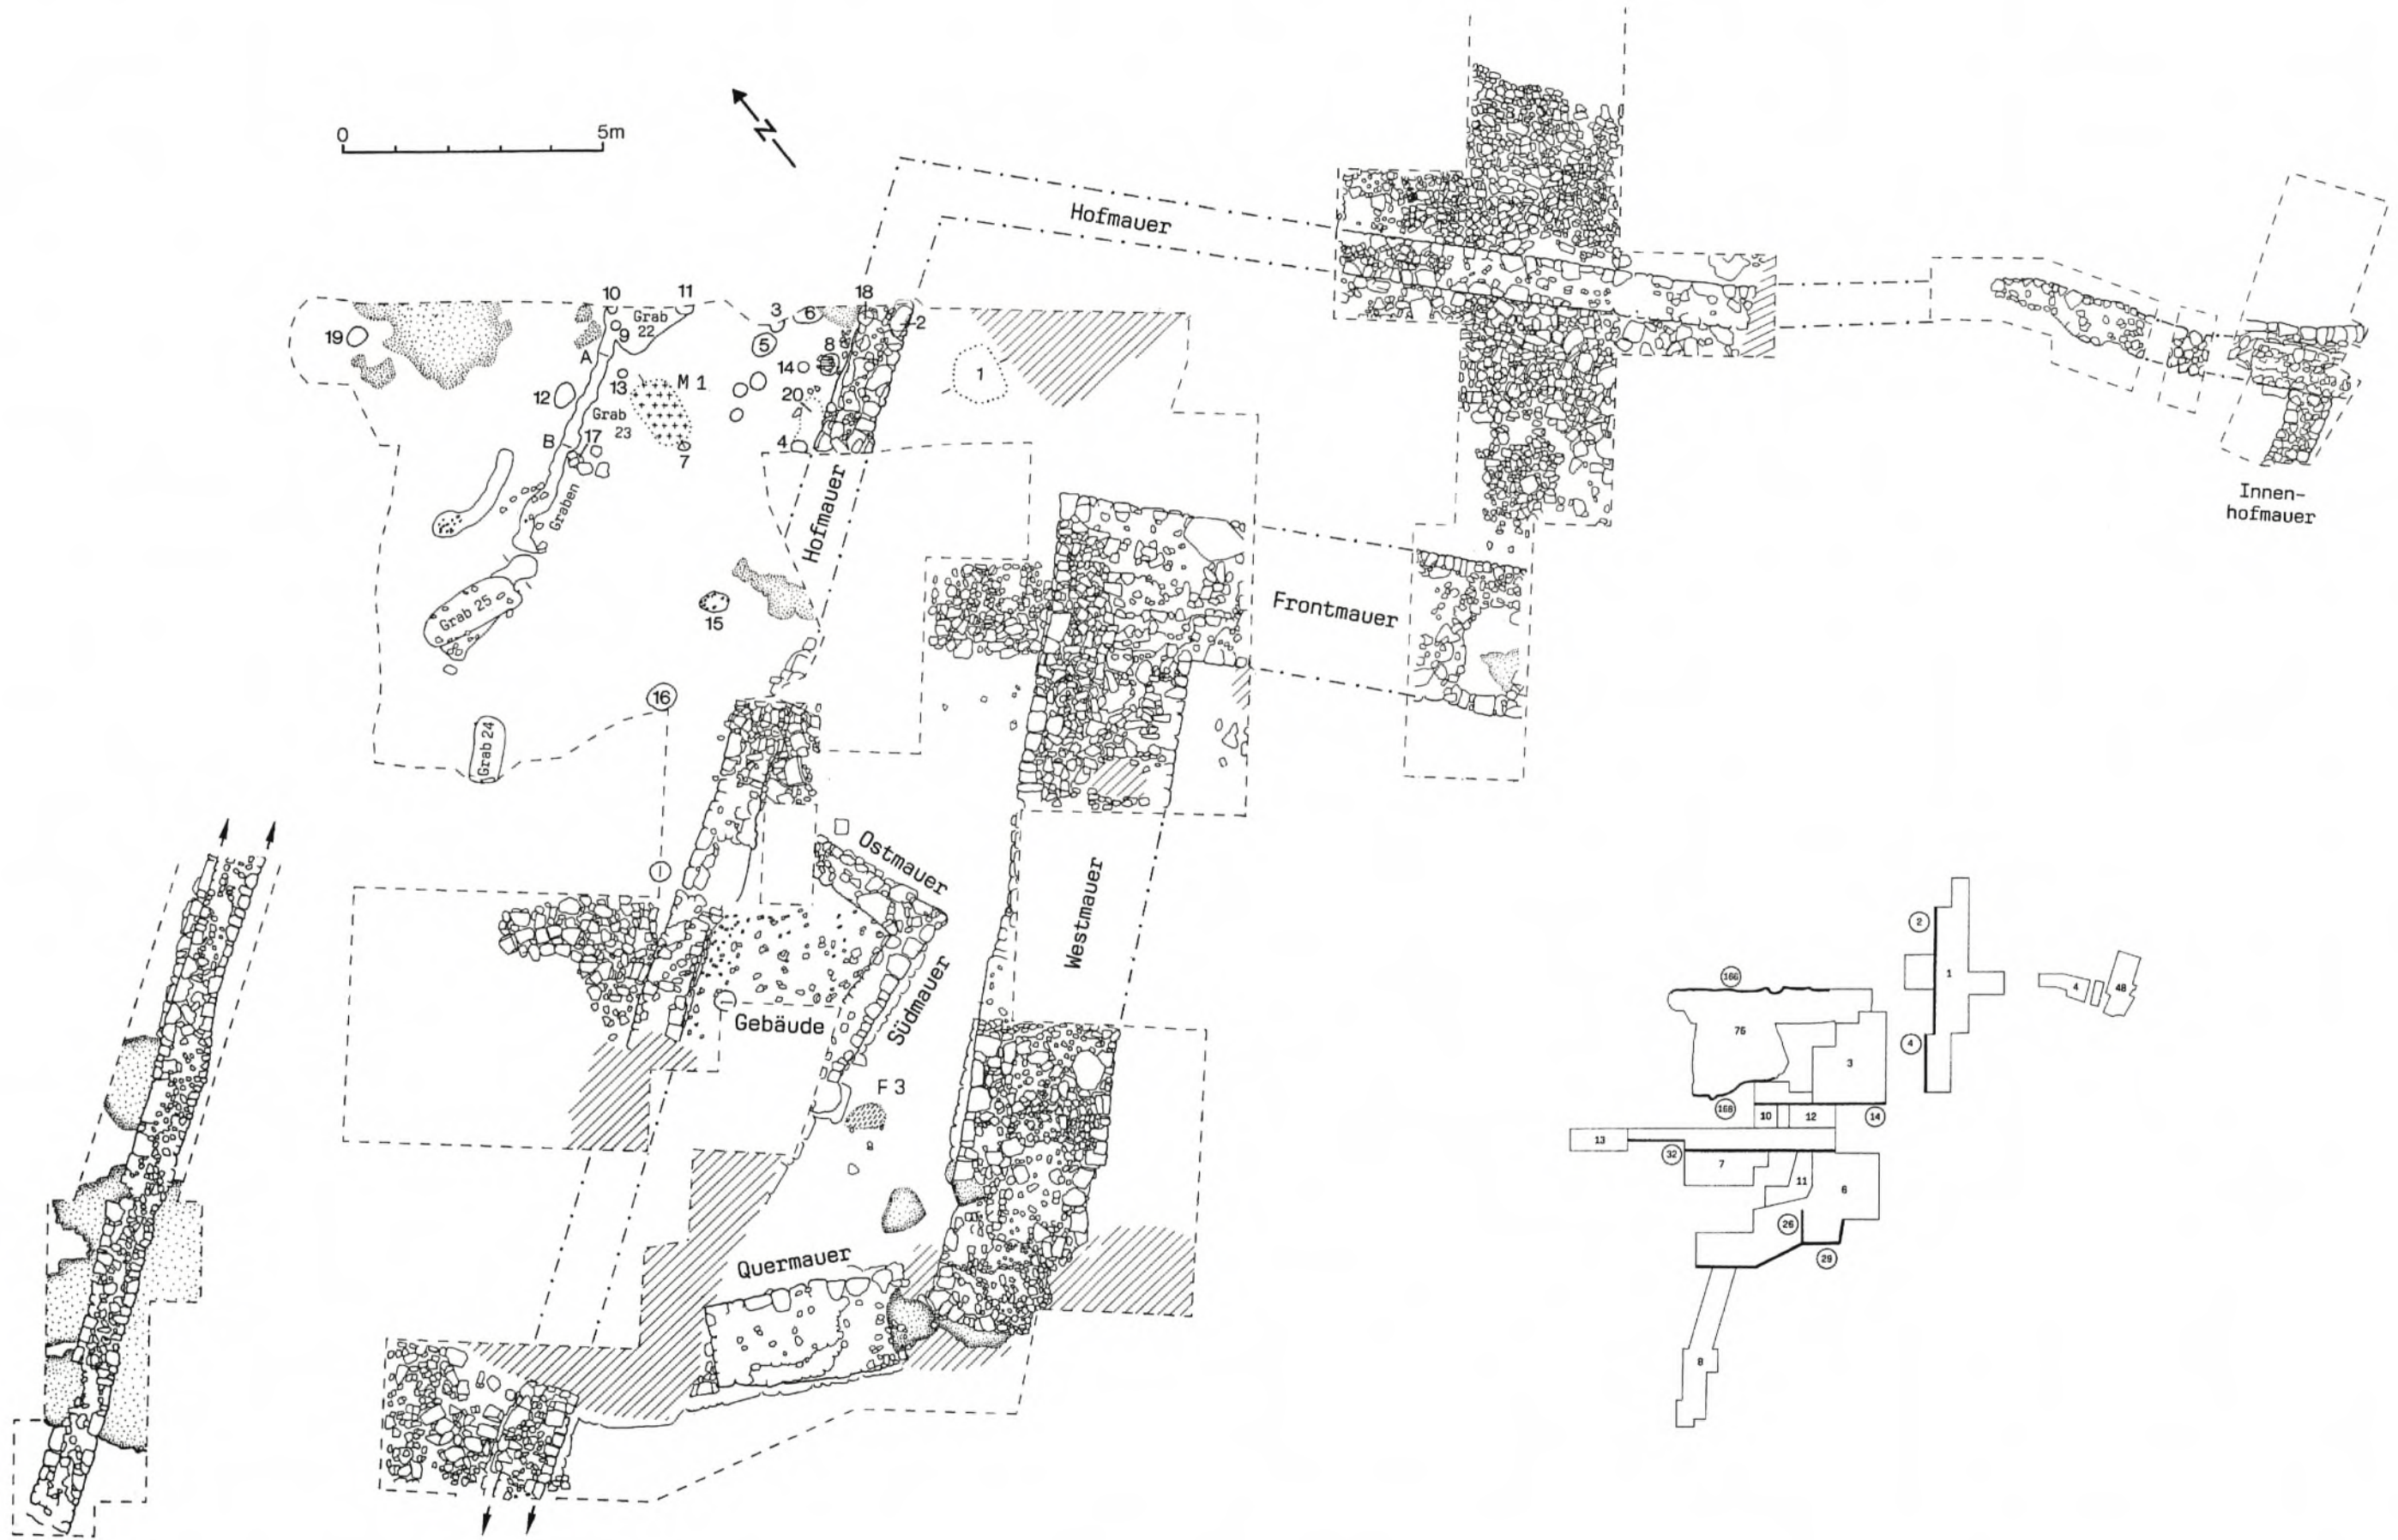 0 5m
N
Hofmauer
10 11
Grab
22
3 6 18
2
19
9
5
8
A
14
13
M 1
1
12
20
Grab
23
B 17
7
4
Graben
Hofmauer
Innen-
hofmauer
Grab 25
15
Frontmauer
16
Grab 24
Ostmauer
Westmauer
Südmauer
Gebäude
F 3
Quermauer
2
166
1
4
48
76
3
4
168
10
12
14
13
32
7
11
6
26
29
8